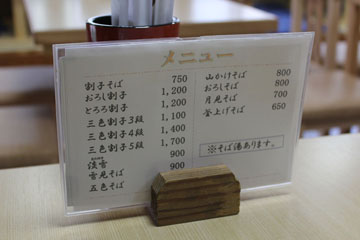 メニュー
割子そば 750
おろし割子 1,200
とろろ割子 1,200
三色割子3段 1,100
三色割子4段 1,400
三色割子5段 1,700
淡雪 900
雪見そば 900
五色そば
山かけそば 800
おろしそば 800
月見そば 700
釜上げそば 650
※そば湯あります。